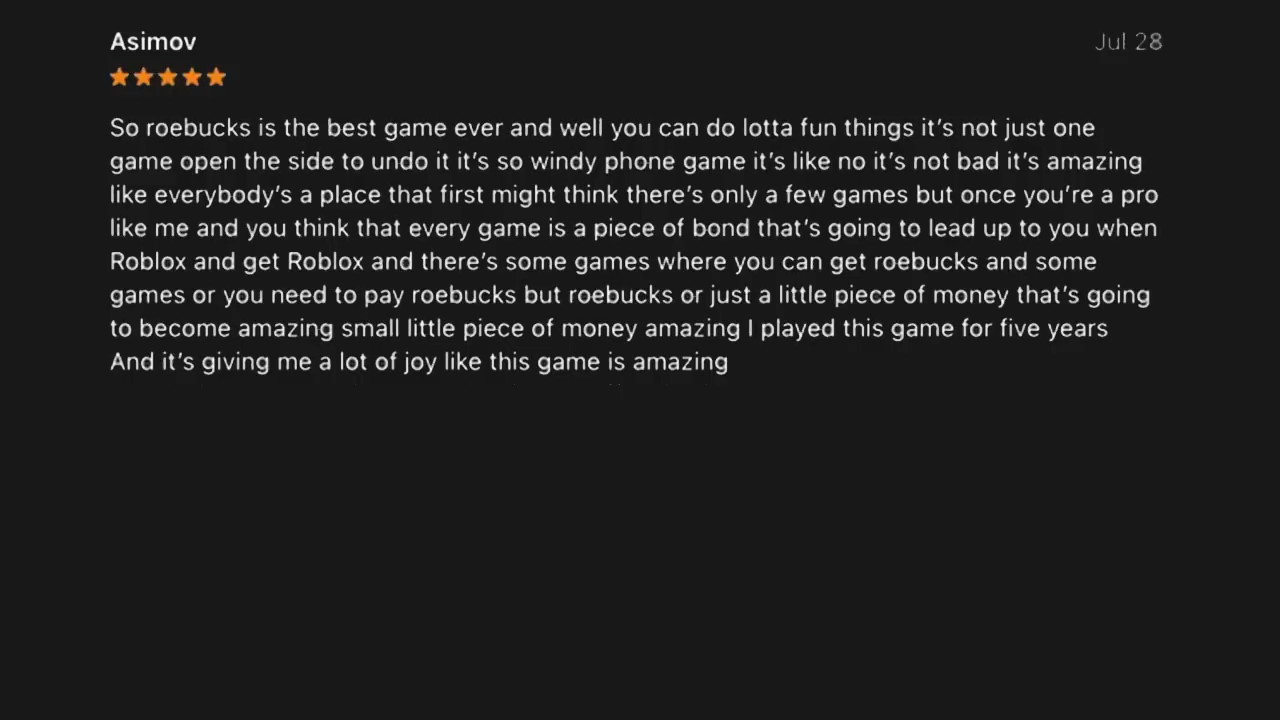 Asimov
Jul 28
So roebucks is the best game ever and well you can do lotta fun things it’s not just one
game open the side to undo it it’s so windy phone game it’s like no it’s not bad it’s amazing
like everybody’s a place that first might think there’s only a few games but once you’re a pro
like me and you think that every game is a piece of bond that’s going to lead up to you when
Roblox and get Roblox and there’s some games where you can get roebucks and some
games or you need to pay roebucks but roebucks or just a little piece of money that’s going
to become amazing small little piece of money amazing I played this game for five years
And it’s giving me a lot of joy like this game is amazing